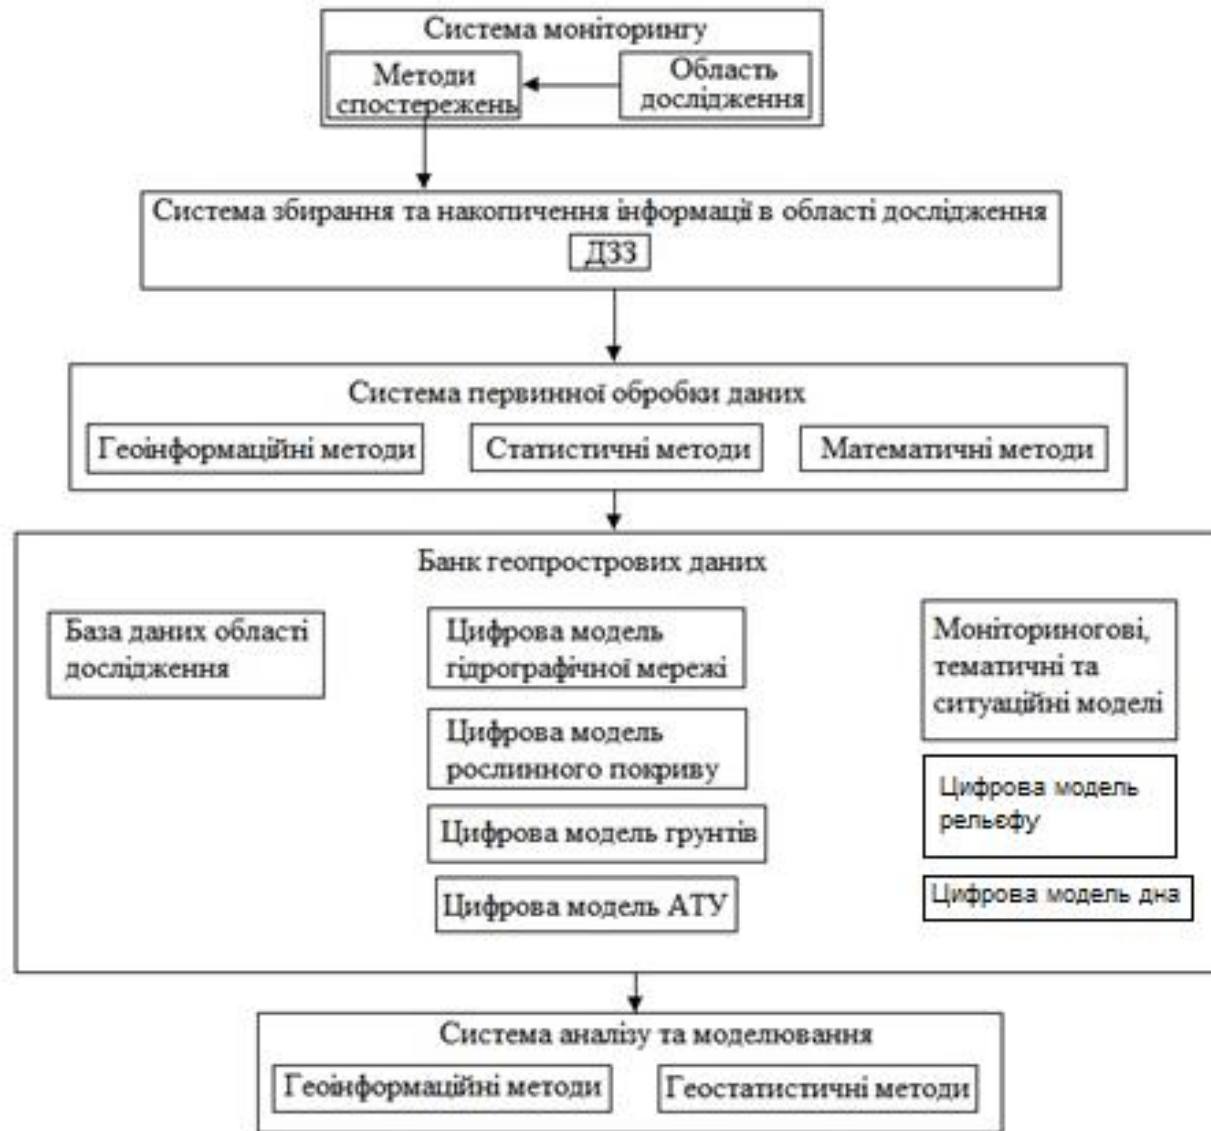 Система моніторингу
Методи
спостережень
Область
дослідження
Система збирання та накопичення інформації в області дослідження
ДЗЗ
Система первинної обробки даних
Геоінформаційні методи
Статистичні методи
Математичні методи
Банк геопрострових даних
База даних області
дослідження
Цифрова модель
гідрографічної мережі
Цифрова модель
рослинного покриву
Цифрова модель грунтів
Цифрова модель АТУ
Моніториногові,
тематичні та
ситуаційні моделі
Цифрова модель
рельєфу
Цифрова модель дна
Система аналізу та моделювання
Геоінформаційні методи
Геостатистичні методи